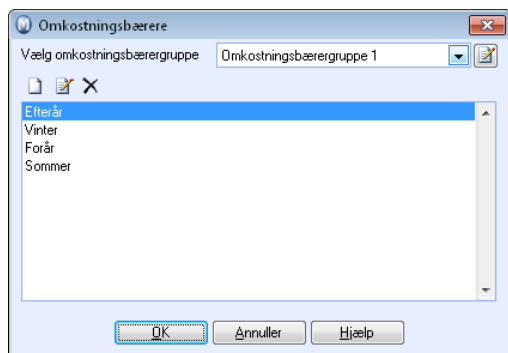 Omkostningsbærere
Vælg omkostningsbærergruppe Omkostningsbærergruppe 1
Efterår
Vinter
Forår
Sommer
OK Annuller Hjælp